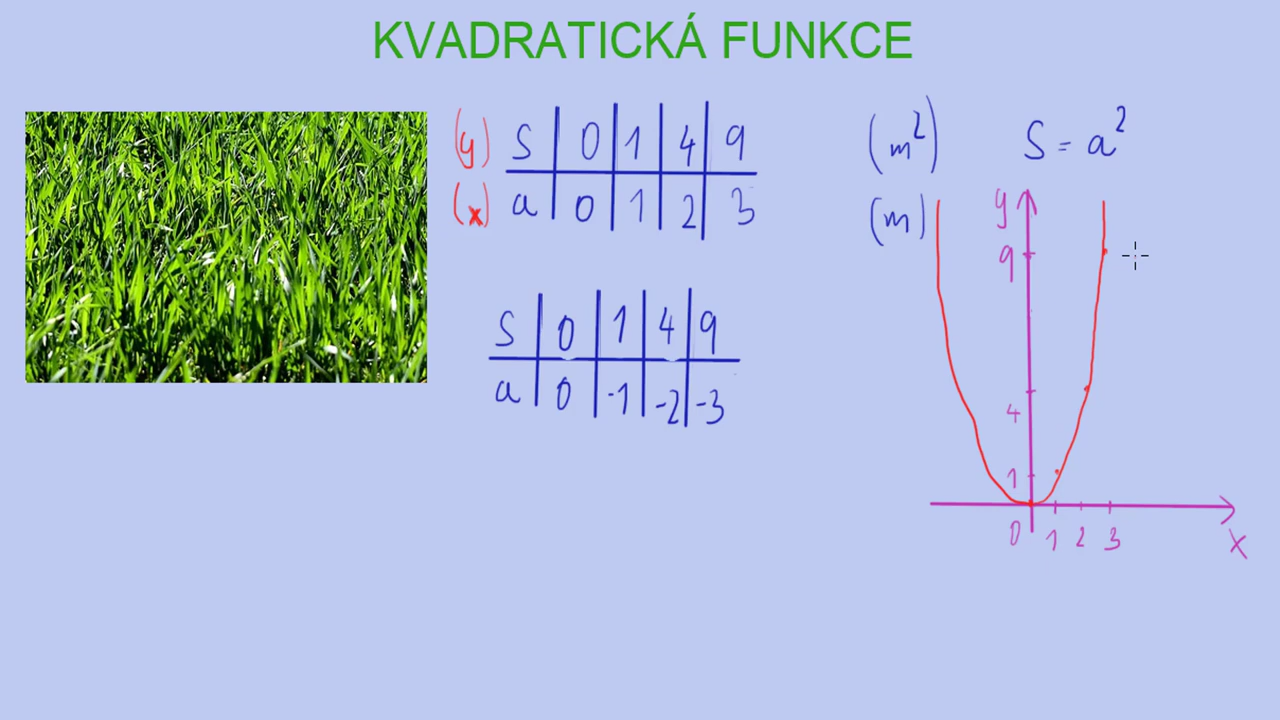 KVADRATICKÁ FUNKCE
(y) S 0 1 4 9 (m²) S = a²
(x) a 0 1 2 3 (m)
S 0 1 4 9
a 0 -1 -2 -3
y
9
4
1
0 1 2 3 x